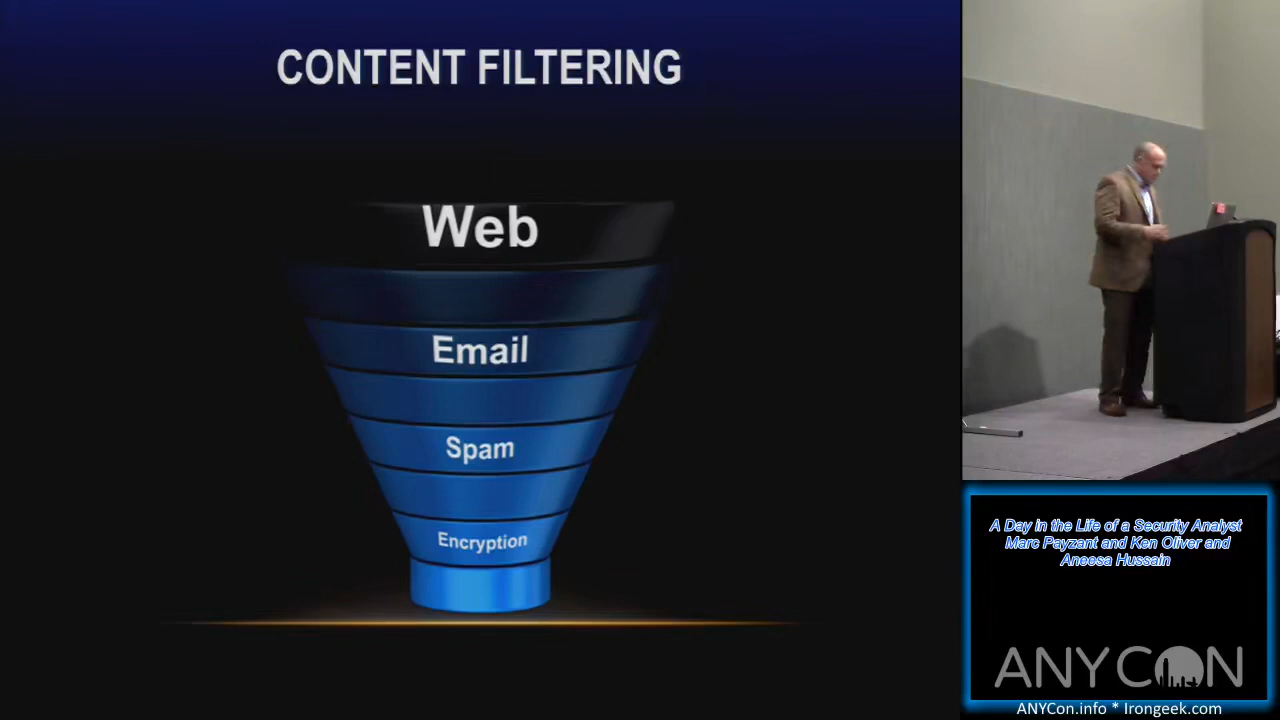 CONTENT FILTERING
Web
Email
Spam
Encryption
A Day in the Life of a Security Analyst
Marc Payzant and Ken Oliver and
Aneesa Hussain
ANYCON
ANYCon.info * Irongeek.com